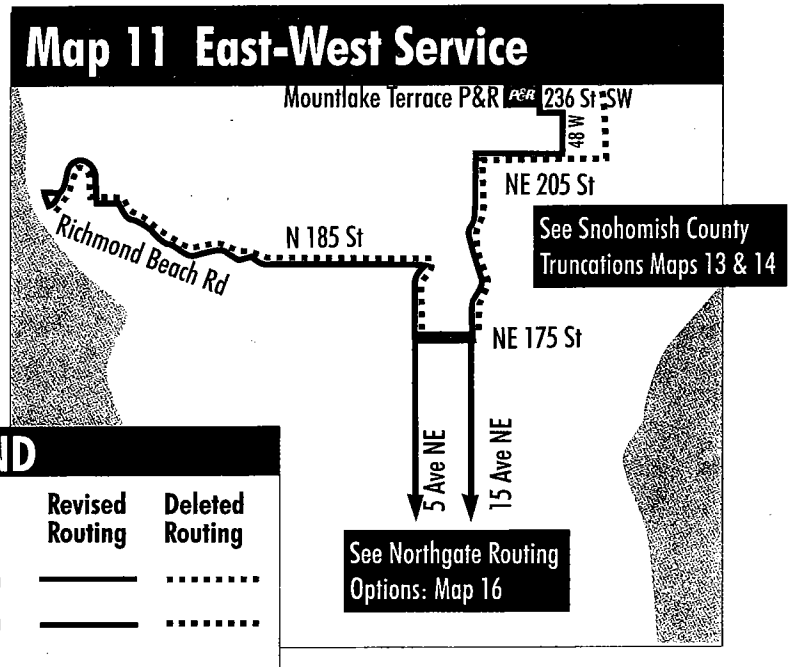 Map 11 East-West Service
Mountlake Terrace P&R P&R 236 St SW
48 W
NE 205 St
Richmond Beach Rd
N 185 St
See Snohomish County
Truncations Maps 13 & 14
NE 175 St
5 Ave NE
15 Ave NE
ND
Revised Deleted
Routing Routing
See Northgate Routing
Options: Map 16